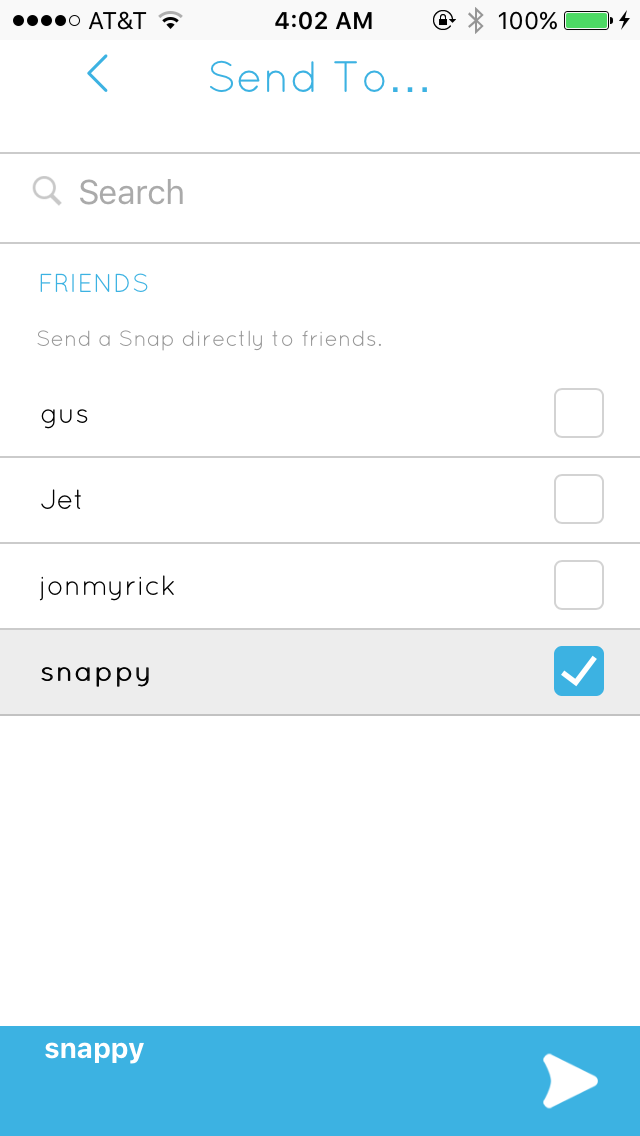 AT&T 4:02 AM 100%
Send To...
Search
FRIENDS
Send a Snap directly to friends.
gus
Jet
jonmyrick
snappy
snappy